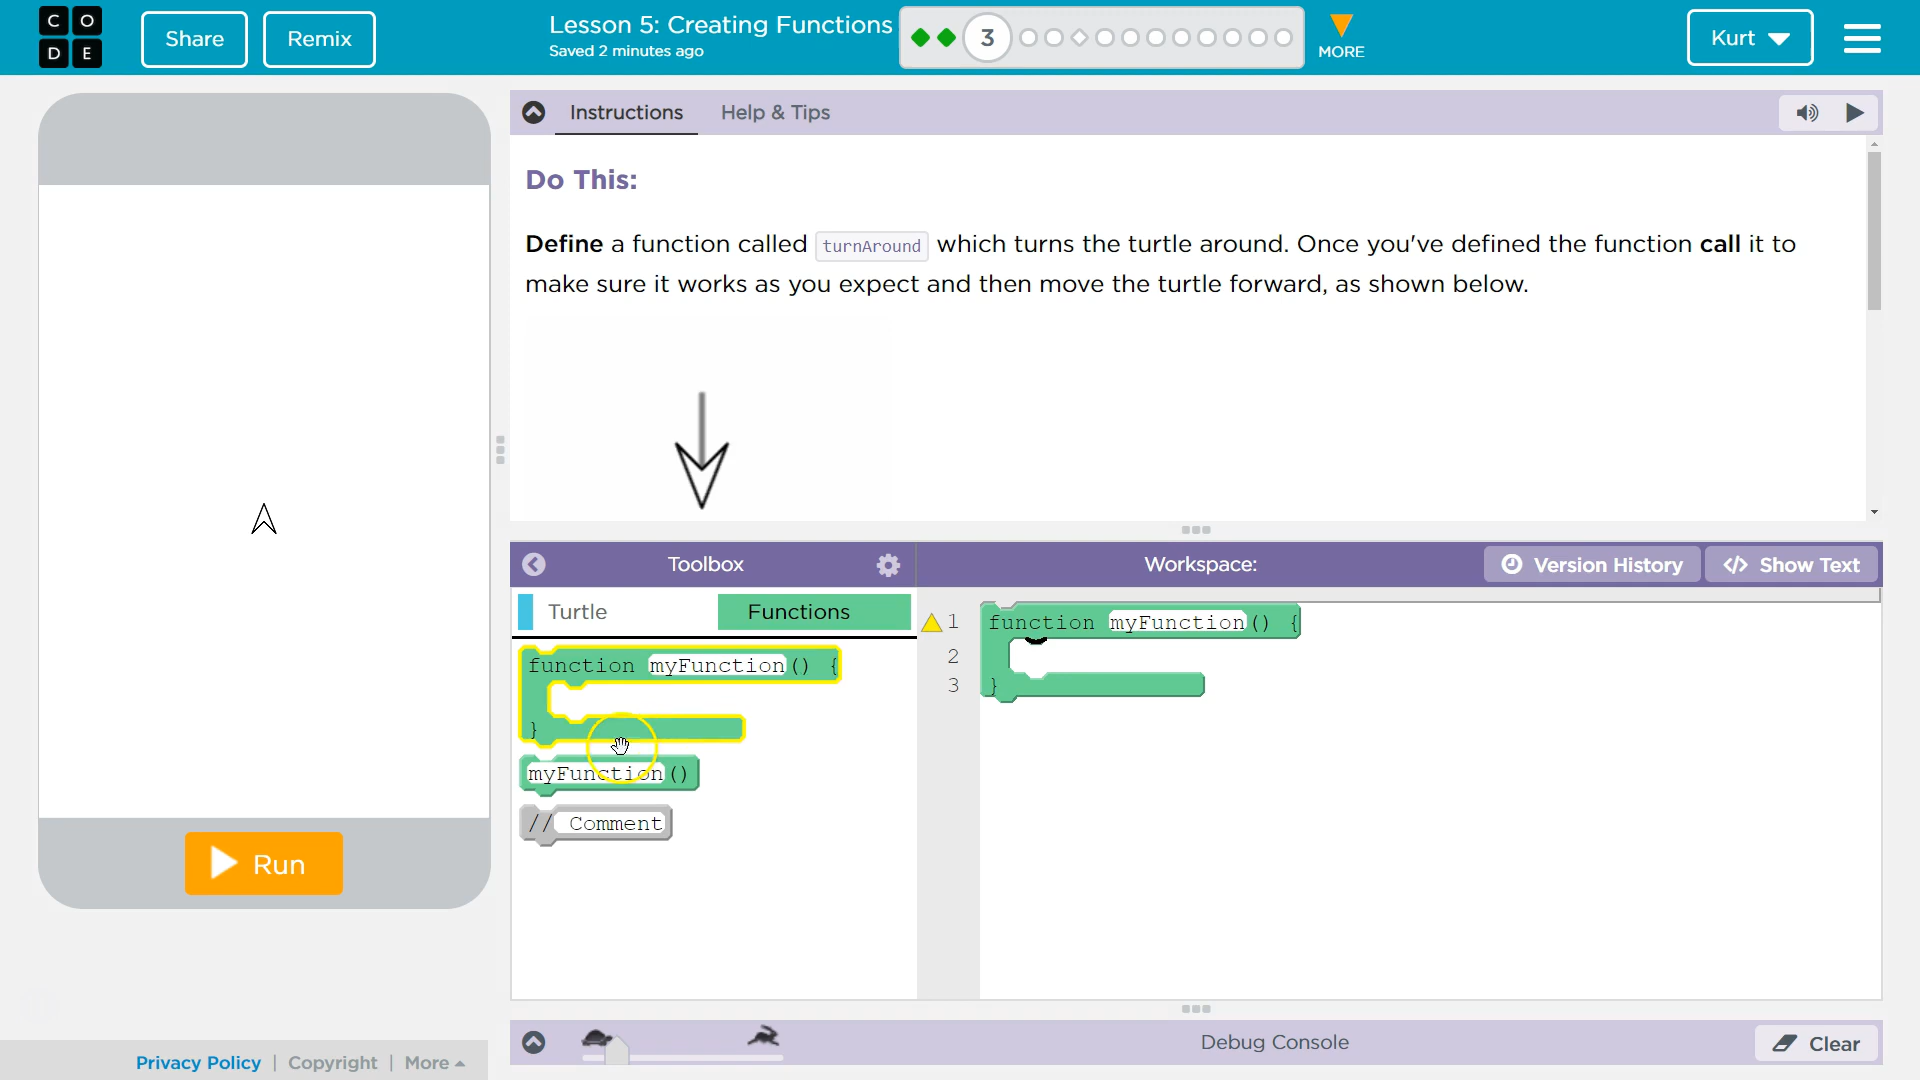 C O
D E
Share
Remix
Lesson 5: Creating Functions
Saved 2 minutes ago
3
MORE
Kurt
Instructions
Help & Tips
Do This:
Define a function called turnAround which turns the turtle around. Once you've defined the function call it to
make sure it works as you expect and then move the turtle forward, as shown below.
Run
Toolbox
Workspace:
Version History
</> Show Text
Turtle
Functions
function myFunction() {
}
myFunction()
// Comment
1 function myFunction() {
2
3 }
Debug Console
Clear
Privacy Policy | Copyright | More